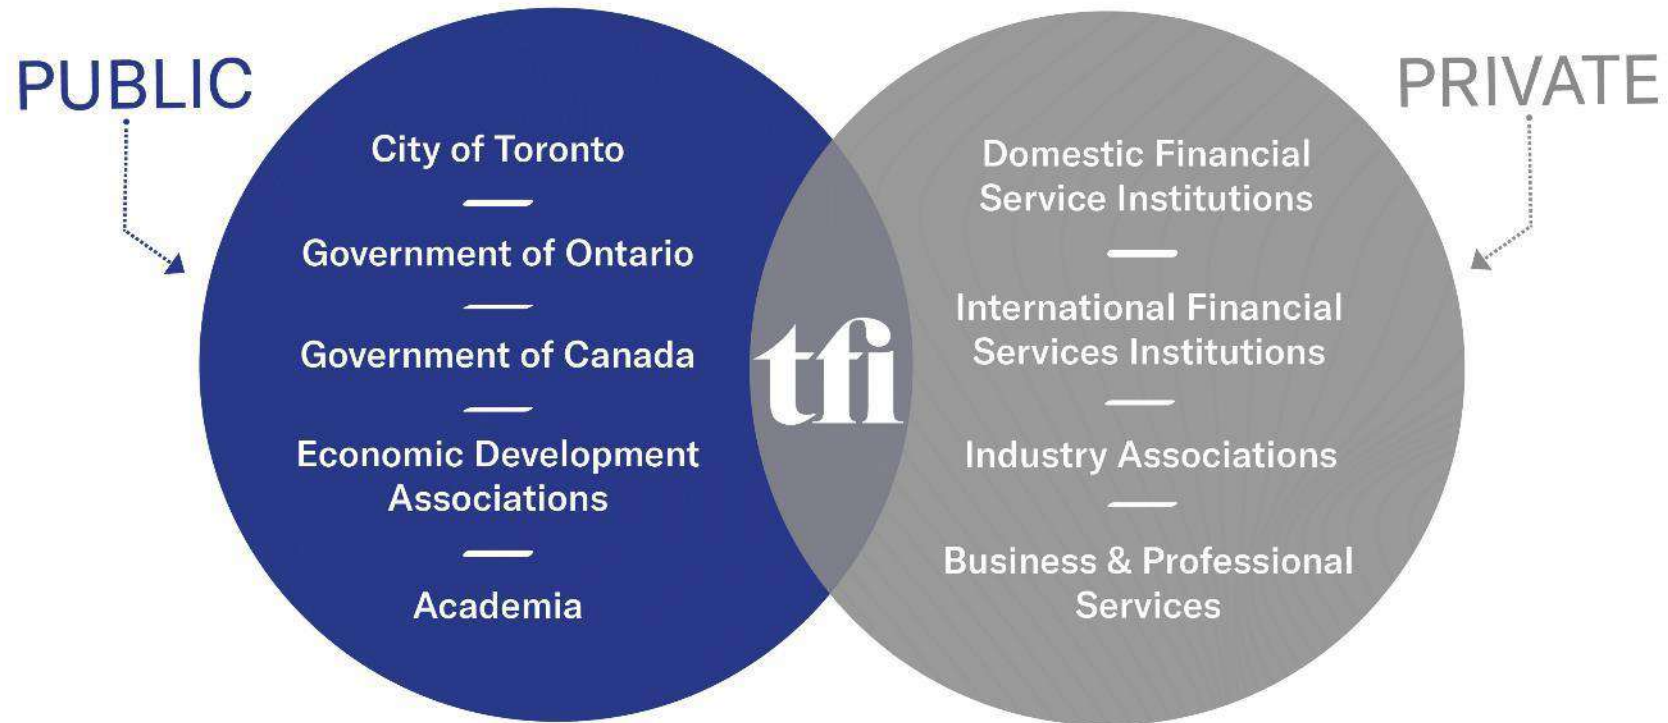 PUBLIC
City of Toronto
Government of Ontario
Government of Canada
Economic Development
Associations
Academia
tfi
PRIVATE
Domestic Financial
Service Institutions
International Financial
Services Institutions
Industry Associations
Business & Professional
Services